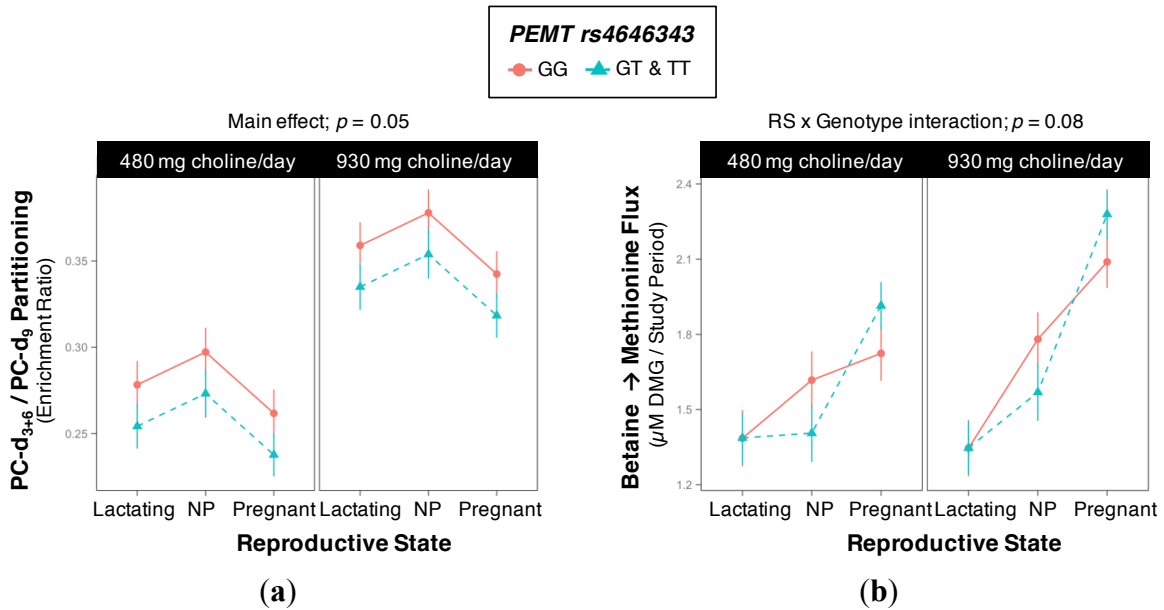 PEMT rs4646343
GG GT & TT
Main effect; p = 0.05
480 mg choline/day 930 mg choline/day
PC-d3+6 / PC-d9 Partitioning
(Enrichment Ratio)
0.35
0.30
0.25
Lactating NP Pregnant Lactating NP Pregnant
Reproductive State
(a)
RS x Genotype interaction; p = 0.08
480 mg choline/day 930 mg choline/day
Betaine → Methionine Flux
(µM DMG / Study Period)
2.4
2.1
1.8
1.5
1.2
Lactating NP Pregnant Lactating NP Pregnant
Reproductive State
(b)